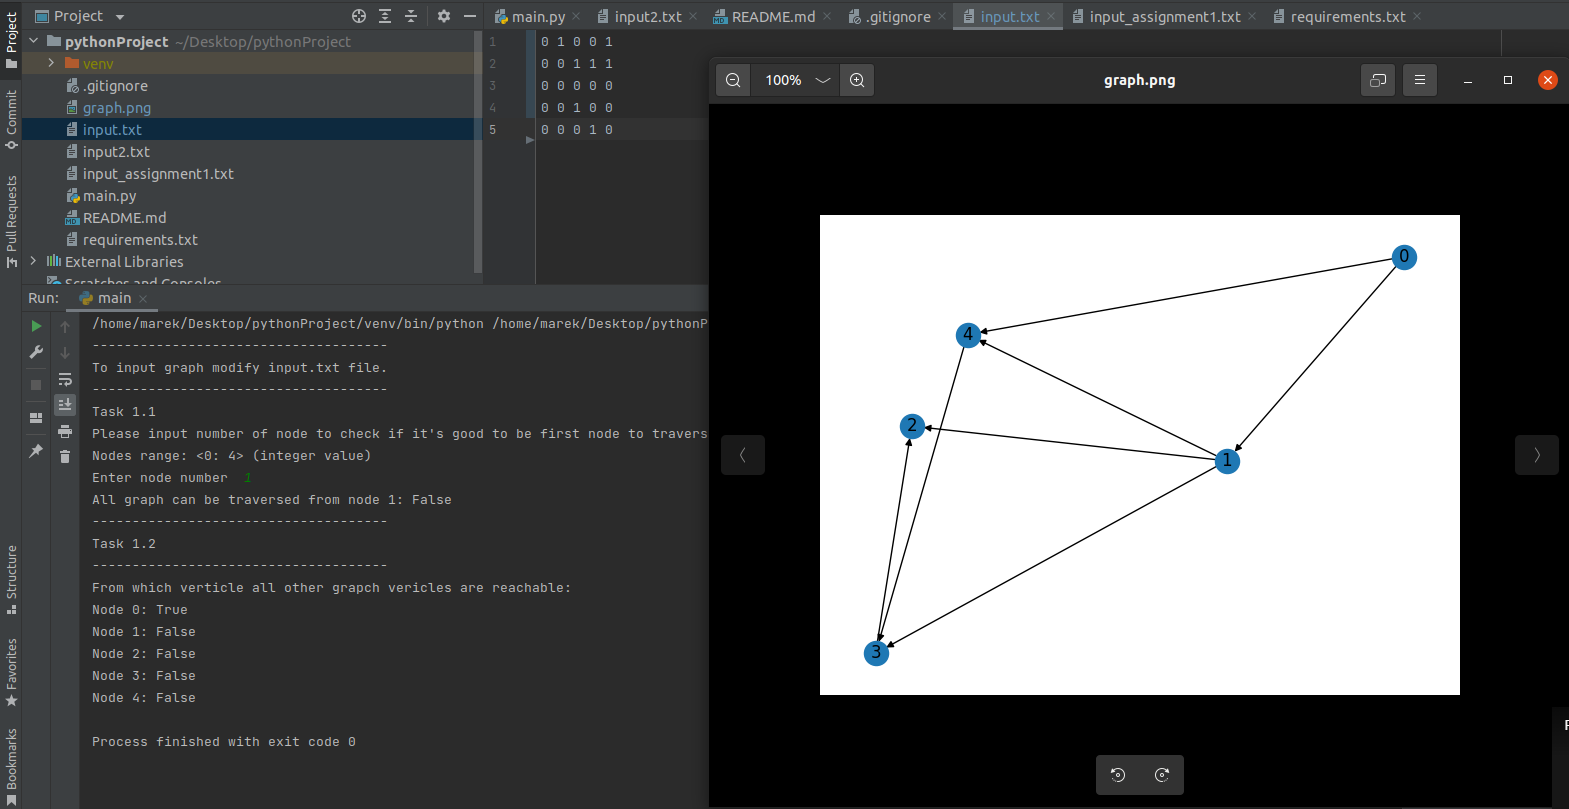 Project
main.py
input2.txt
README.md
.gitignore
input.txt
input_assignment1.txt
requirements.txt
Project
Commit
Pull Requests
Structure
Favorites
Bookmarks
pythonProject ~/Desktop/pythonProject
venv
.gitignore
graph.png
input.txt
input2.txt
input_assignment1.txt
main.py
README.md
requirements.txt
External Libraries
Scratches and Consoles
1 0 1 0 0 1
2 0 0 1 1 1
3 0 0 0 0 0
4 0 0 1 0 0
5 0 0 0 1 0
100%
graph.png
0
4
2
1
3
Run: main
/home/marek/Desktop/pythonProject/venv/bin/python /home/marek/Desktop/pythonP
-------------------------------------
To input graph modify input.txt file.
-------------------------------------
Task 1.1
Please input number of node to check if it's good to be first node to travers
Nodes range: <0: 4> (integer value)
Enter node number 1
All graph can be traversed from node 1: False
-------------------------------------
Task 1.2
-------------------------------------
From which verticle all other grapch vericles are reachable:
Node 0: True
Node 1: False
Node 2: False
Node 3: False
Node 4: False
Process finished with exit code 0